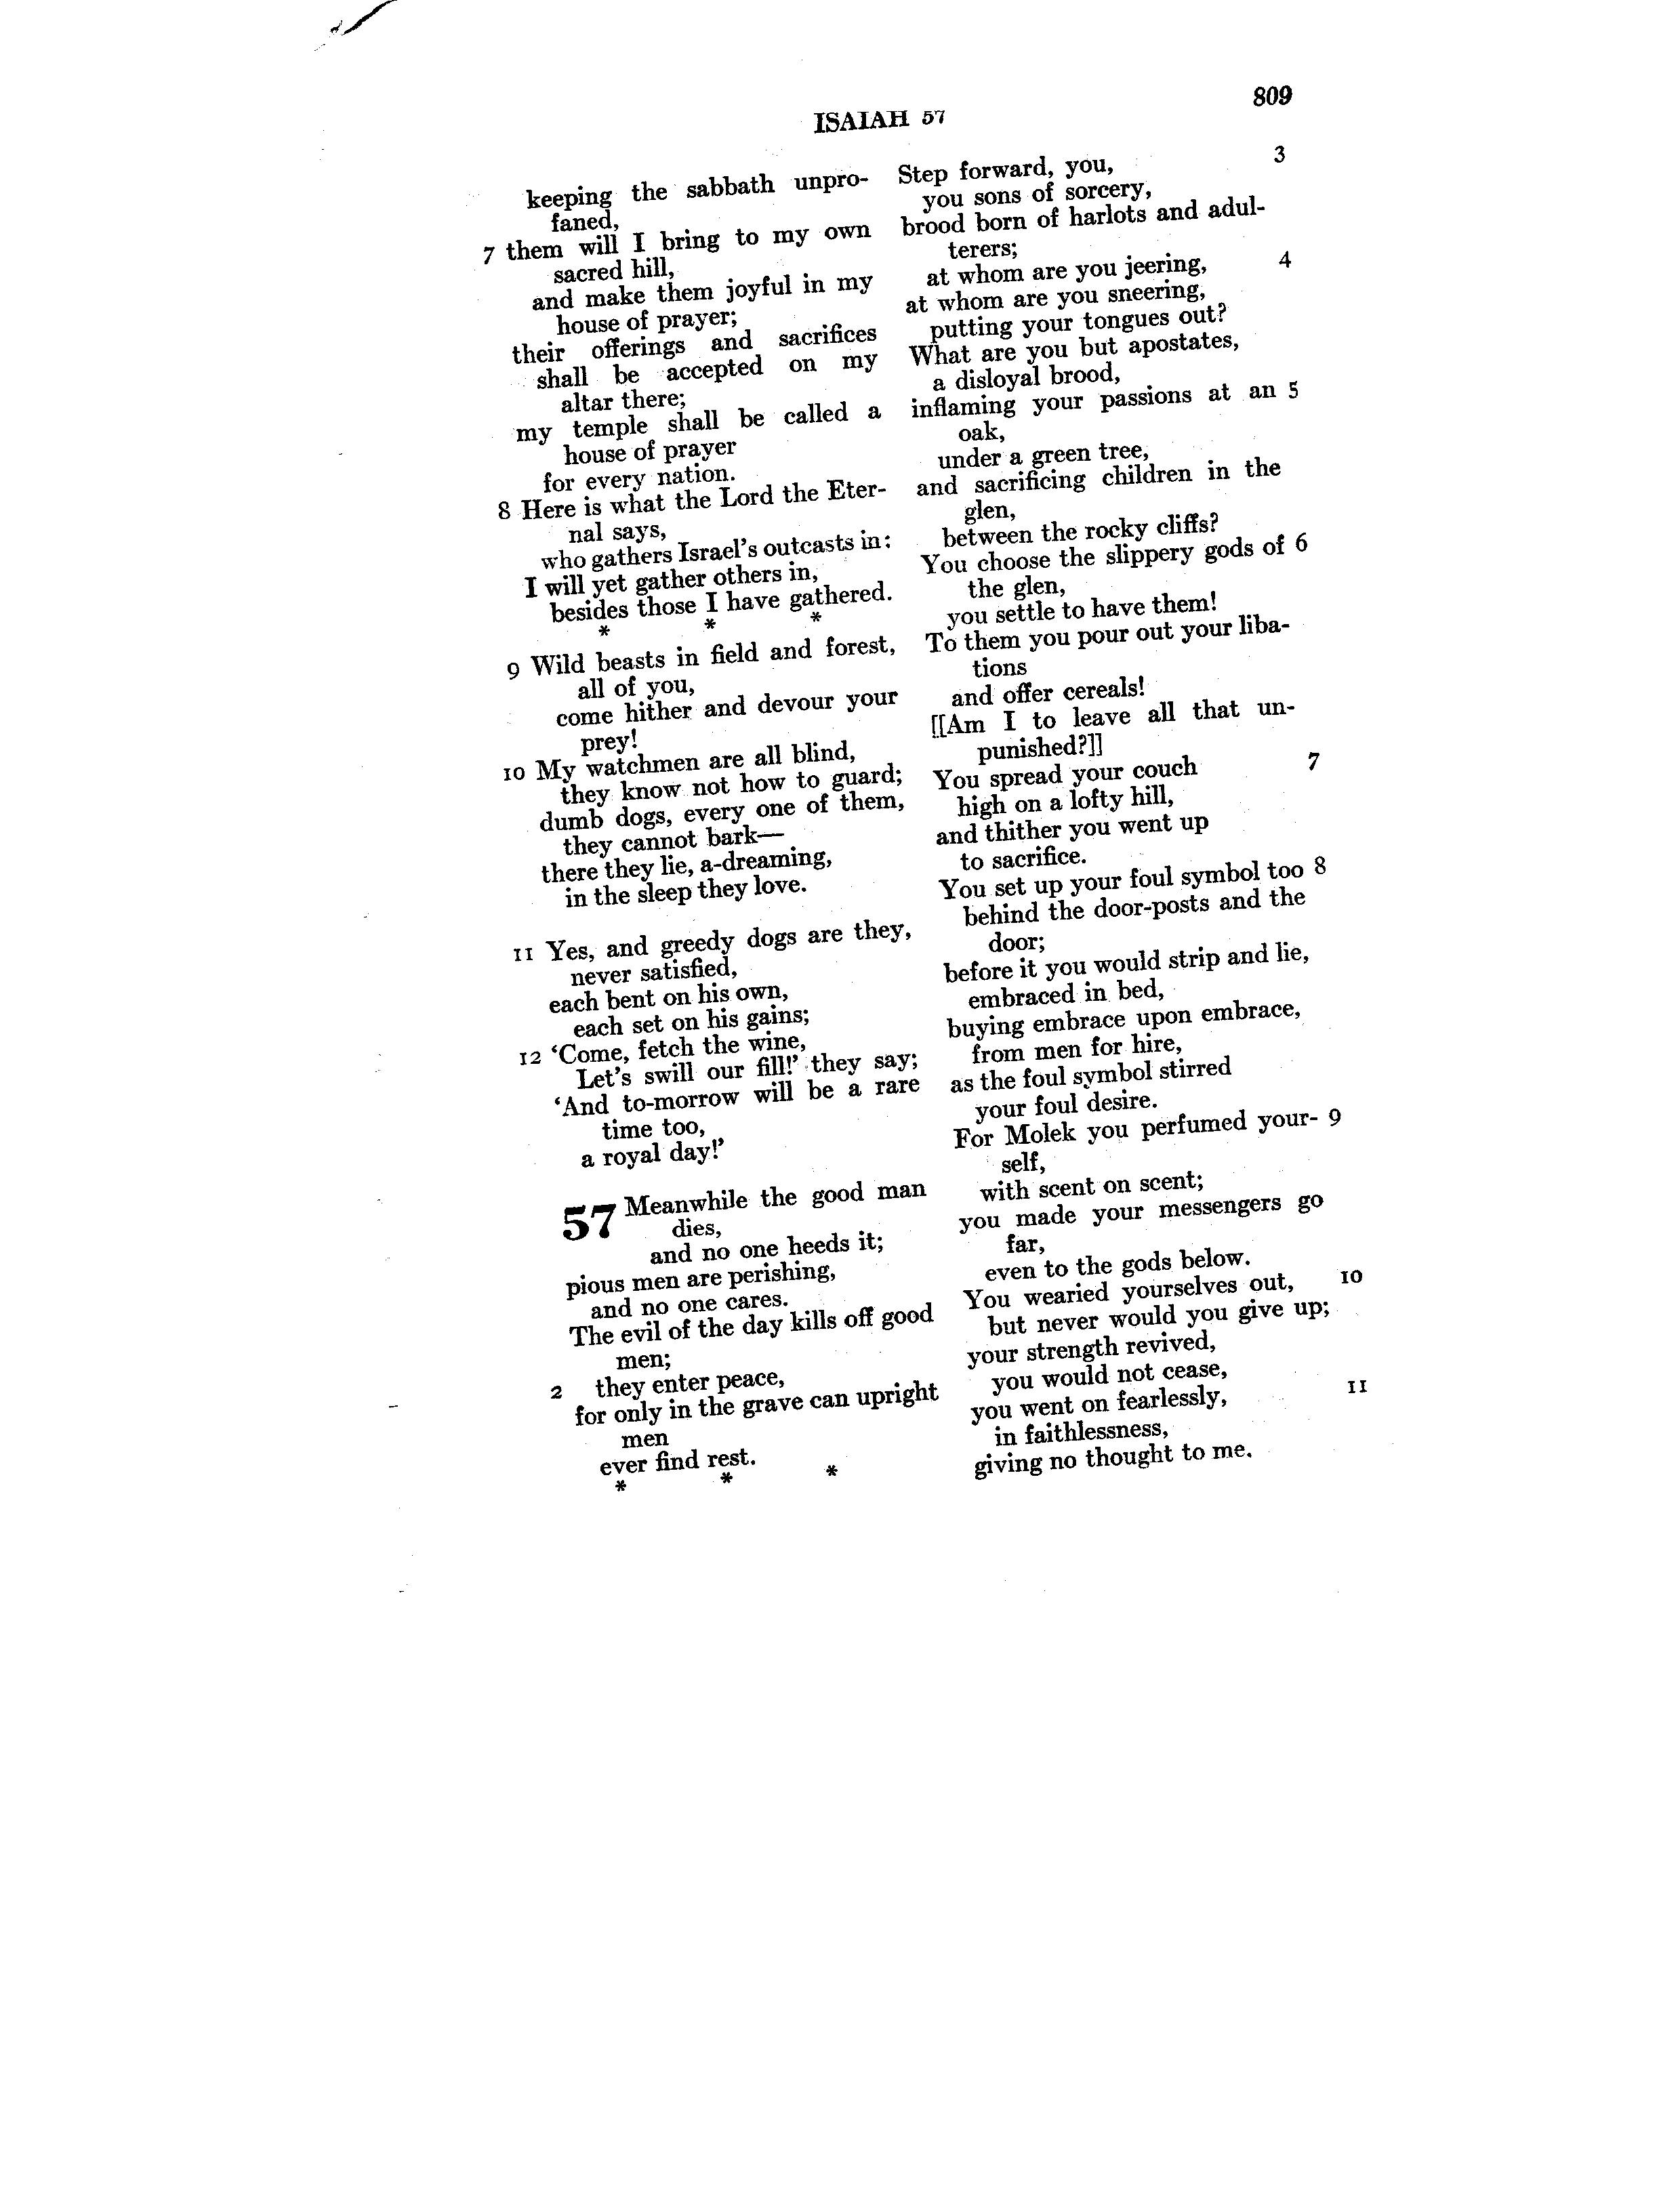 ISAIAH 57
809
keeping the sabbath unpro-
faned,
7 them will I bring to my own
sacred hill,
and make them joyful in my
house of prayer;
their offerings and sacrifices
shall be accepted on my
altar there;
my temple shall be called a
house of prayer
for every nation.
8 Here is what the Lord the Eter-
nal says,
who gathers Israel's outcasts in:
I will yet gather others in,
besides those I have gathered.
* * *
9 Wild beasts in field and forest,
all of you,
come hither and devour your
prey!
10 My watchmen are all blind,
they know not how to guard;
dumb dogs, every one of them,
they cannot bark—
there they lie, a-dreaming,
in the sleep they love.
11 Yes, and greedy dogs are they,
never satisfied,
each bent on his own,
each set on his gains;
12 ‘Come, fetch the wine,
Let's swill our fill!’ they say;
‘And to-morrow will be a rare
time too,
a royal day!’
57 Meanwhile the good man
dies,
and no one heeds it;
pious men are perishing,
and no one cares.
The evil of the day kills off good
men;
2 they enter peace,
for only in the grave can upright
men
ever find rest.
* * *
Step forward, you, 3
you sons of sorcery,
brood born of harlots and adul-
terers;
at whom are you jeering, 4
at whom are you sneering,
putting your tongues out?
What are you but apostates,
a disloyal brood,
inflaming your passions at an 5
oak,
under a green tree,
and sacrificing children in the
glen,
between the rocky cliffs?
You choose the slippery gods of 6
the glen,
you settle to have them!
To them you pour out your liba-
tions
and offer cereals!
[[Am I to leave all that un-
punished?]]
You spread your couch 7
high on a lofty hill,
and thither you went up
to sacrifice.
You set up your foul symbol too 8
behind the door-posts and the
door;
before it you would strip and lie,
embraced in bed,
buying embrace upon embrace,
from men for hire,
as the foul symbol stirred
your foul desire.
For Molek you perfumed your- 9
self,
with scent on scent;
you made your messengers go
far,
even to the gods below.
You wearied yourselves out, 10
but never would you give up;
your strength revived,
you would not cease,
you went on fearlessly, 11
in faithlessness,
giving no thought to me.